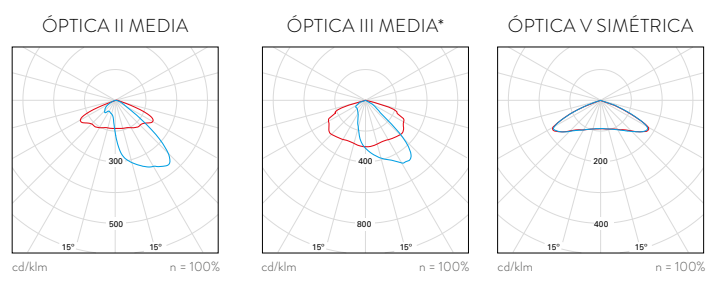 ÓPTICA II MEDIA
300
500
15° 15°
cd/klm n = 100%
ÓPTICA III MEDIA*
400
800
15° 15°
cd/klm n = 100%
ÓPTICA V SIMÉTRICA
200
400
15° 15°
cd/klm n = 100%